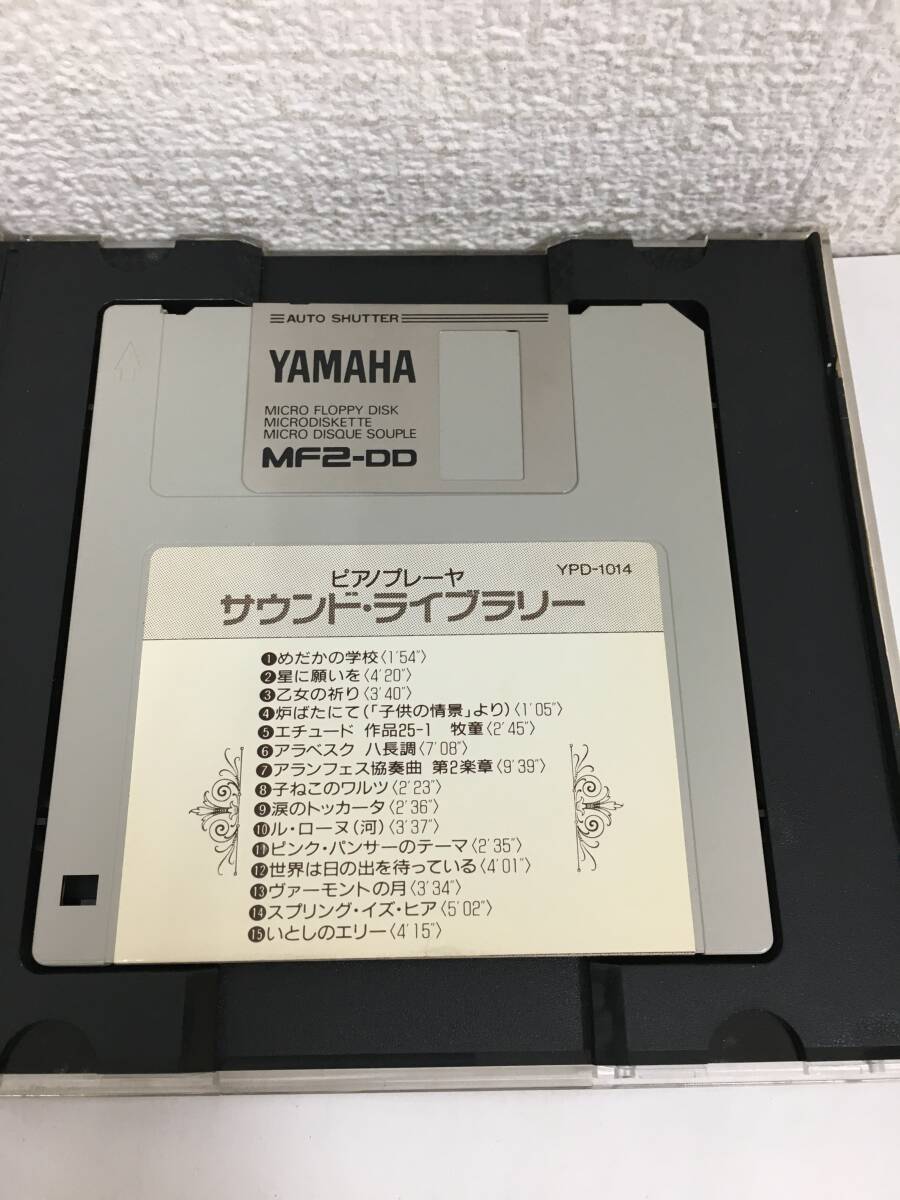 AUTO SHUTTER
YAMAHA
MICRO FLOPPY DISK
MICRODISKETTE
MICRO DISQUE SOUPLE
MF2-DD
ピアノプレーヤ YPD-1014
サウンド・ライブラリー
❶めだかの学校〈1'54"〉
❷星に願いを〈4'20"〉
❸乙女の祈り〈3'40"〉
❹炉ばたにて(「子供の情景」より)〈1'05"〉
❺エチュード 作品25-1 牧童〈2'45"〉
❻アラベスク ハ長調〈7'08"〉
❼アランフェス協奏曲 第2楽章〈9'39"〉
❽子ねこのワルツ〈2'23"〉
❾涙のトッカータ〈2'36"〉
❿ル・ローヌ(河)〈3'37"〉
⓫ピンク・パンサーのテーマ〈2'35"〉
⓬世界は日の出を待っている〈4'01"〉
⓭ヴァーモントの月〈3'34"〉
⓮スプリング・イズ・ヒア〈5'02"〉
⓯いとしのエリー〈4'15"〉